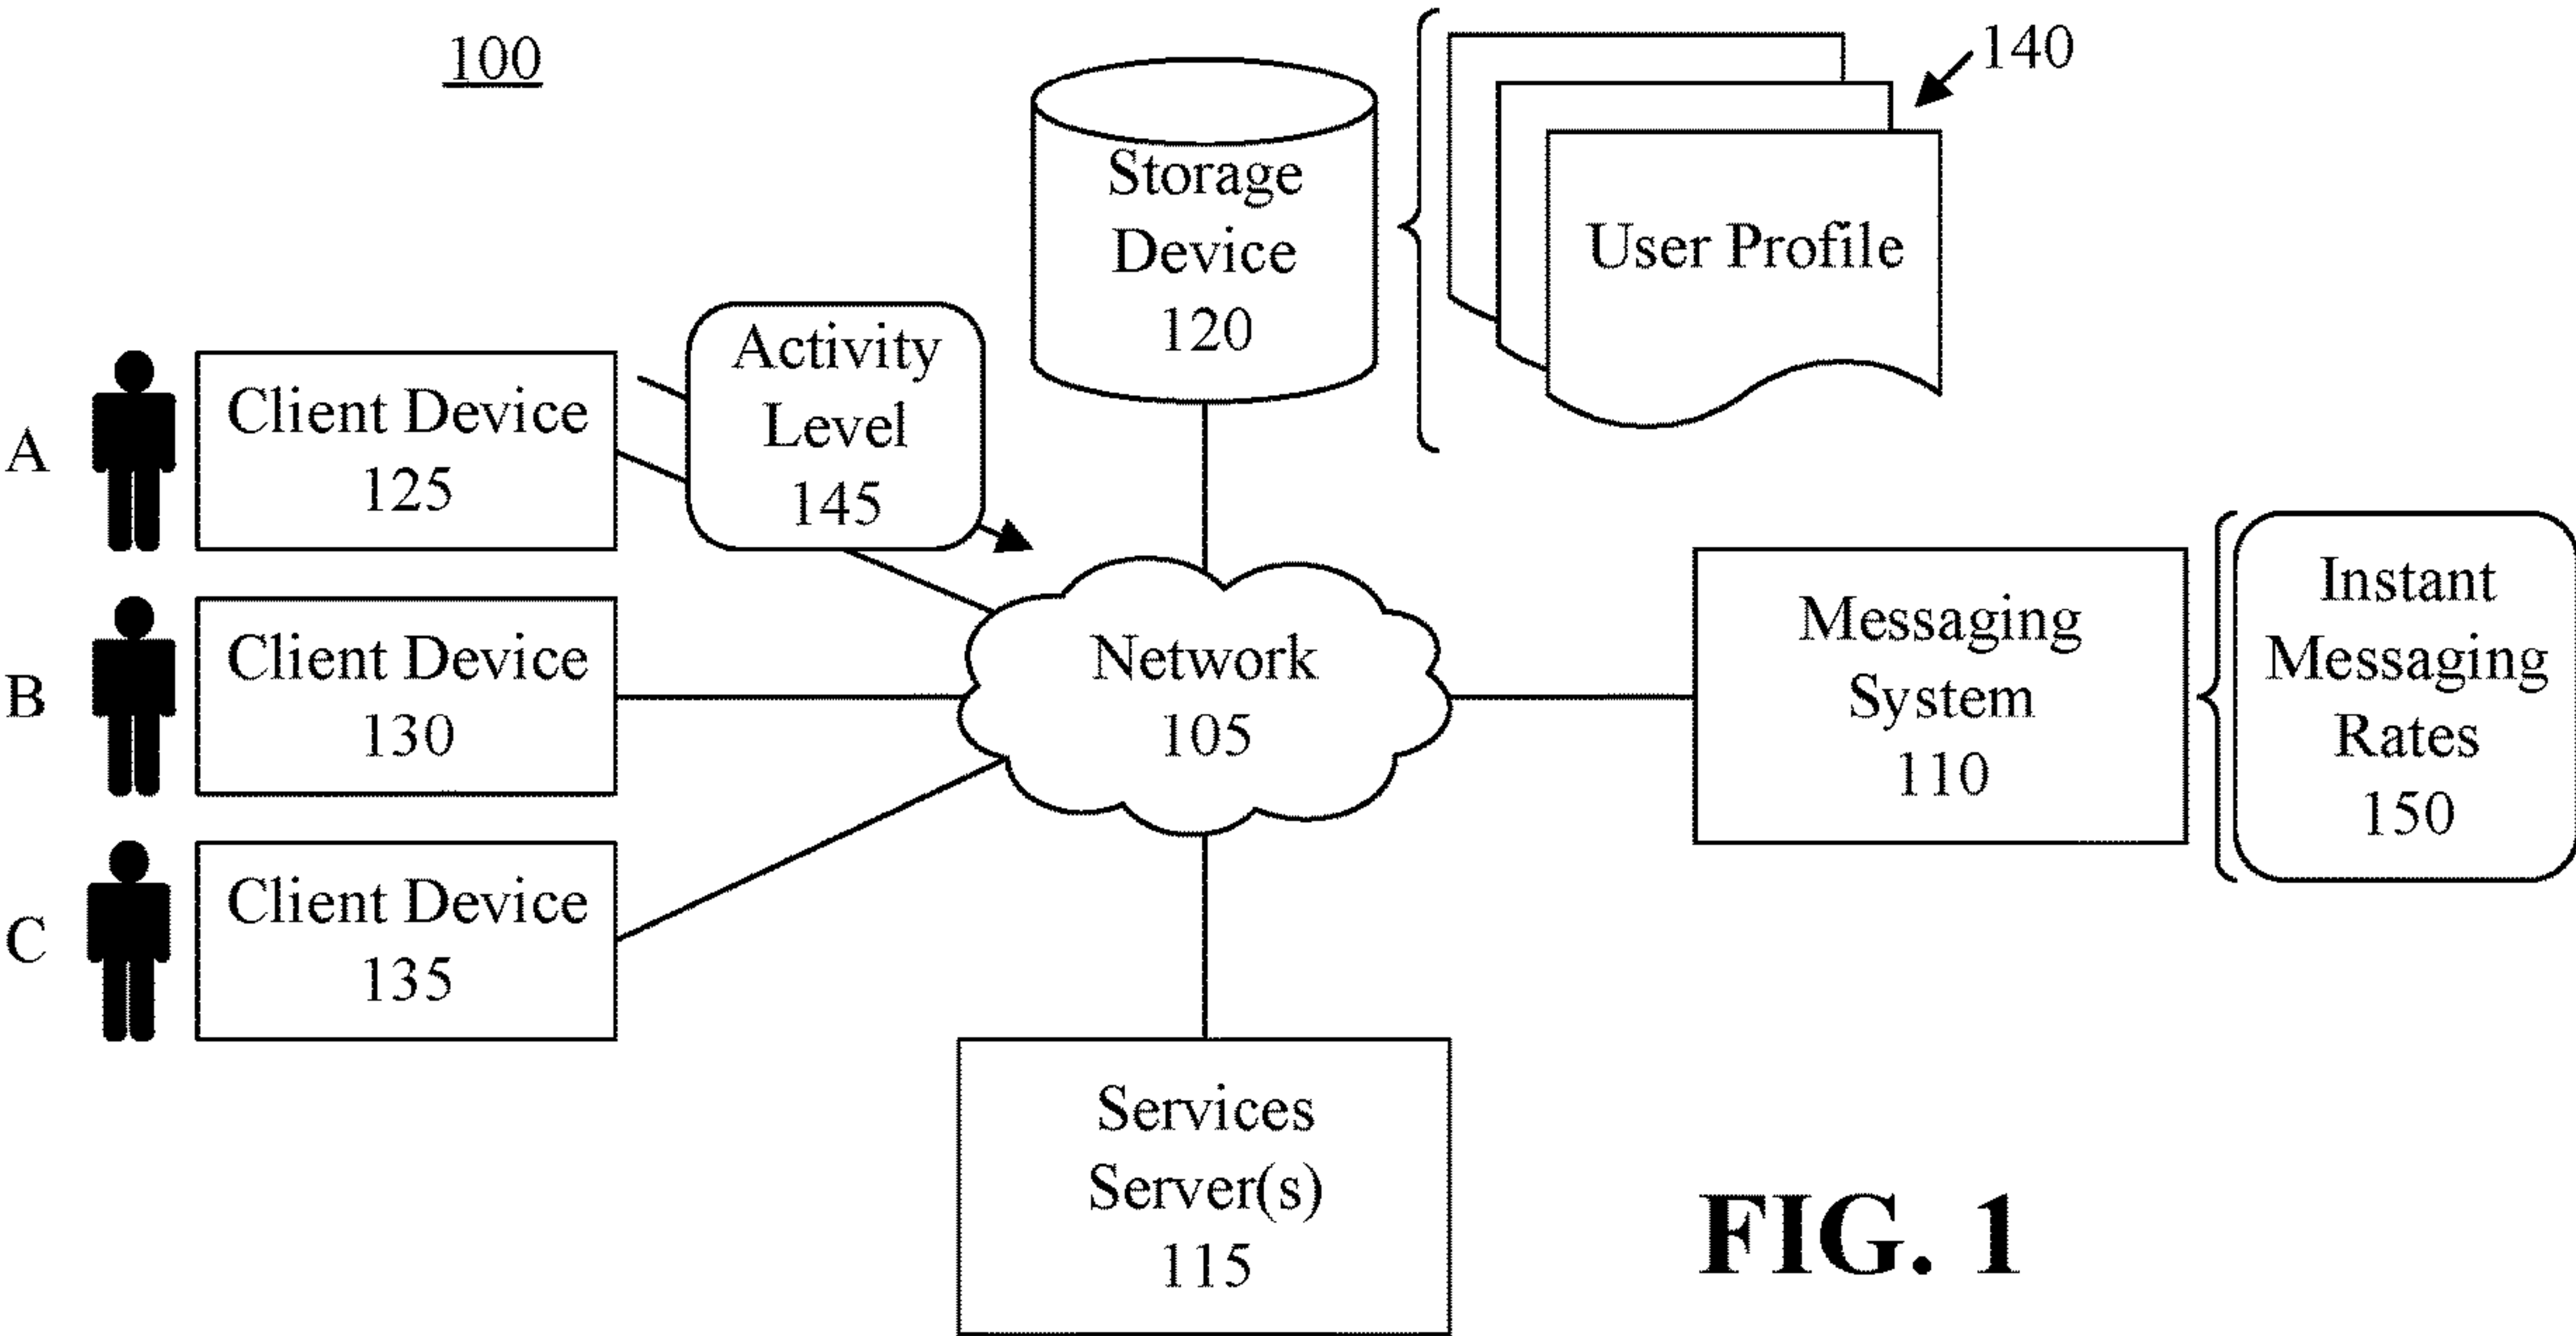 100
140
Storage
Device
120
User Profile
Activity
Level
145
A
Client Device
125
B
Client Device
130
C
Client Device
135
Network
105
Messaging
System
110
Instant
Messaging
Rates
150
Services
Server(s)
115
FIG. 1